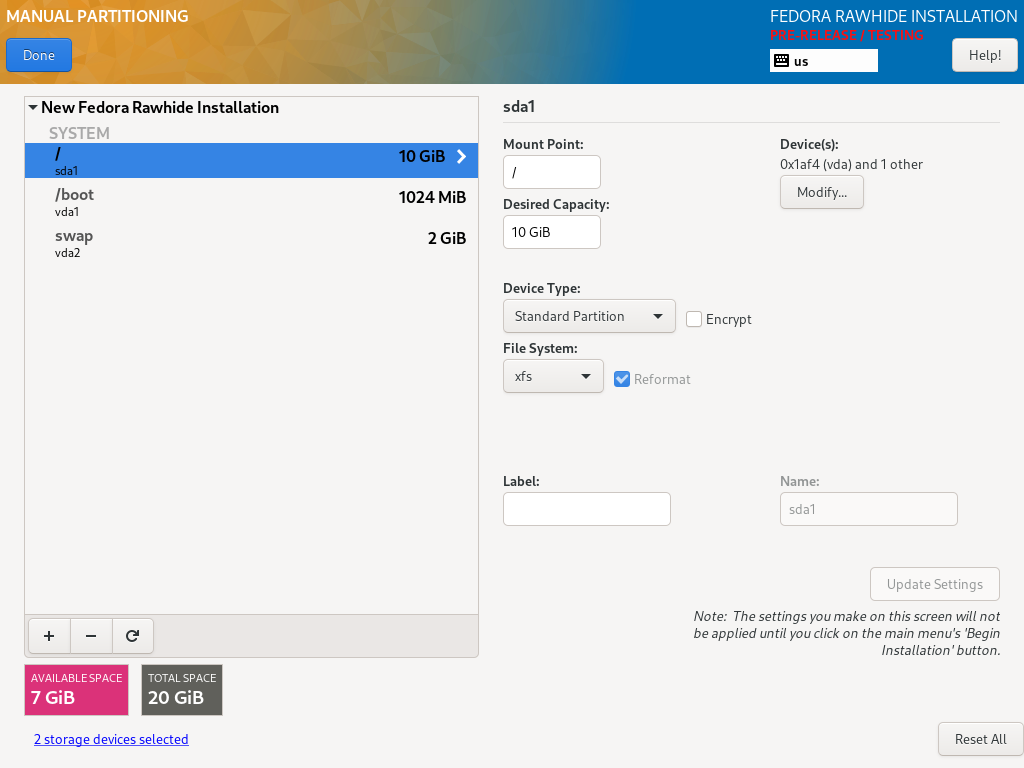 MANUAL PARTITIONING
FEDORA RAWHIDE INSTALLATION
PRE-RELEASE / TESTING
Done
us
Help!
New Fedora Rawhide Installation
SYSTEM
/
10 GiB
sda1
/boot
1024 MiB
vda1
swap
2 GiB
vda2
+
−
AVAILABLE SPACE
7 GiB
TOTAL SPACE
20 GiB
2 storage devices selected
sda1
Mount Point:
/
Desired Capacity:
10 GiB
Device(s):
0x1af4 (vda) and 1 other
Modify...
Device Type:
Standard Partition
Encrypt
File System:
xfs
Reformat
Label:
Name:
sda1
Update Settings
Note:  The settings you make on this screen will not
be applied until you click on the main menu's 'Begin
Installation' button.
Reset All